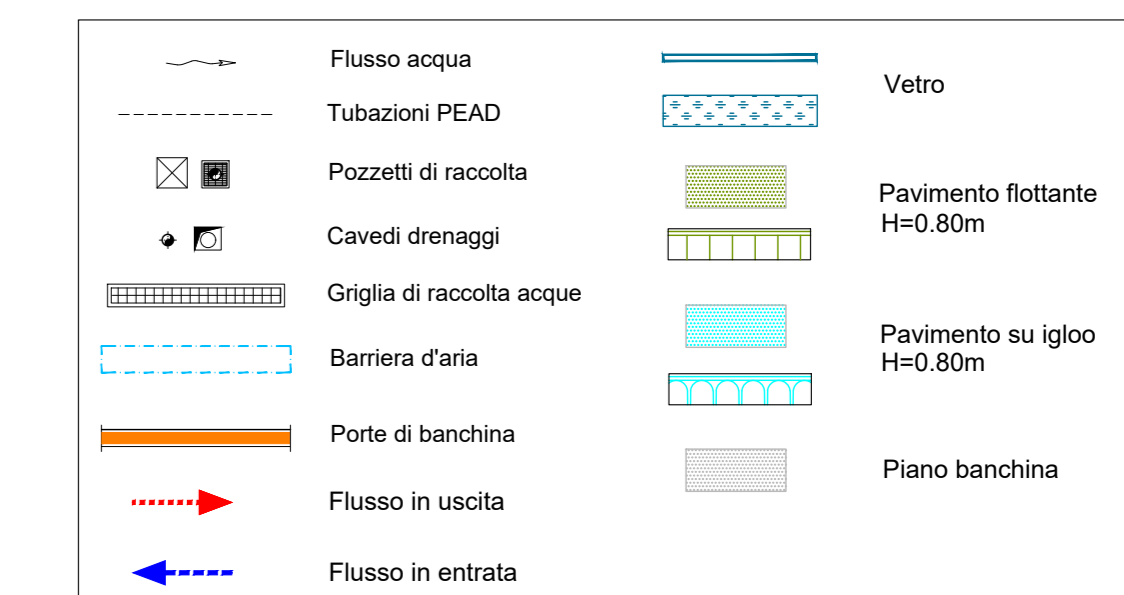 Flusso acqua
Tubazioni PEAD
Pozzetti di raccolta
Cavedi drenaggi
Griglia di raccolta acque
Barriera d'aria
Porte di banchina
Flusso in uscita
Flusso in entrata
Vetro
Pavimento flottante
H=0.80m
Pavimento su igloo
H=0.80m
Piano banchina